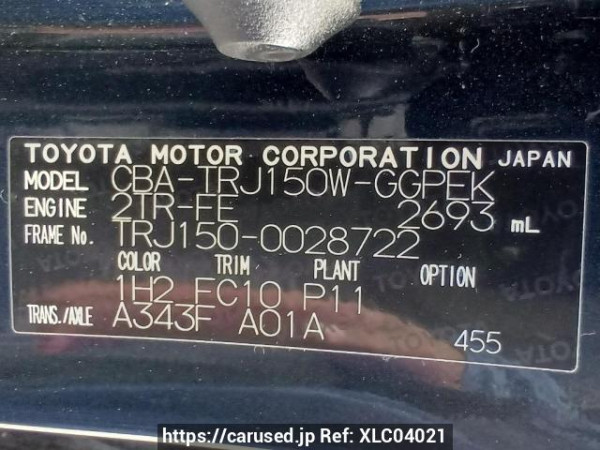 TOYOTA MOTOR CORPORATION JAPAN
MODEL CBA-TRJ150W-GGPEK
ENGINE 2TR-FE 2693 mL
FRAME No. TRJ150-0028722
COLOR TRIM PLANT OPTION
1H2 FC10 P11
TRANS./AXLE A343F A01A
455
https://carused.jp Ref: XLC04021